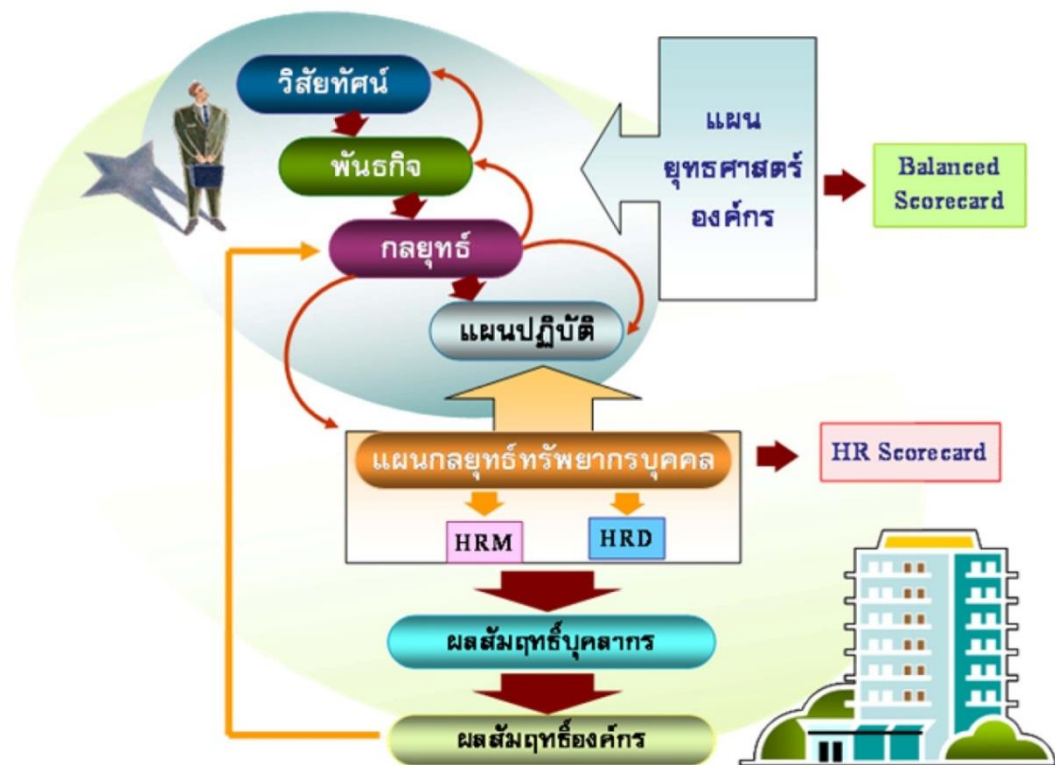 วิสัยทัศน์
พันธกิจ
กลยุทธ์
แผนปฏิบัติ
แผน
ยุทธศาสตร์
องค์กร
Balanced
Scorecard
แผนกลยุทธ์ทรัพยากรบุคคล
HR Scorecard
HRM
HRD
ผลสัมฤทธิ์บุคลากร
ผลสัมฤทธิ์องค์กร